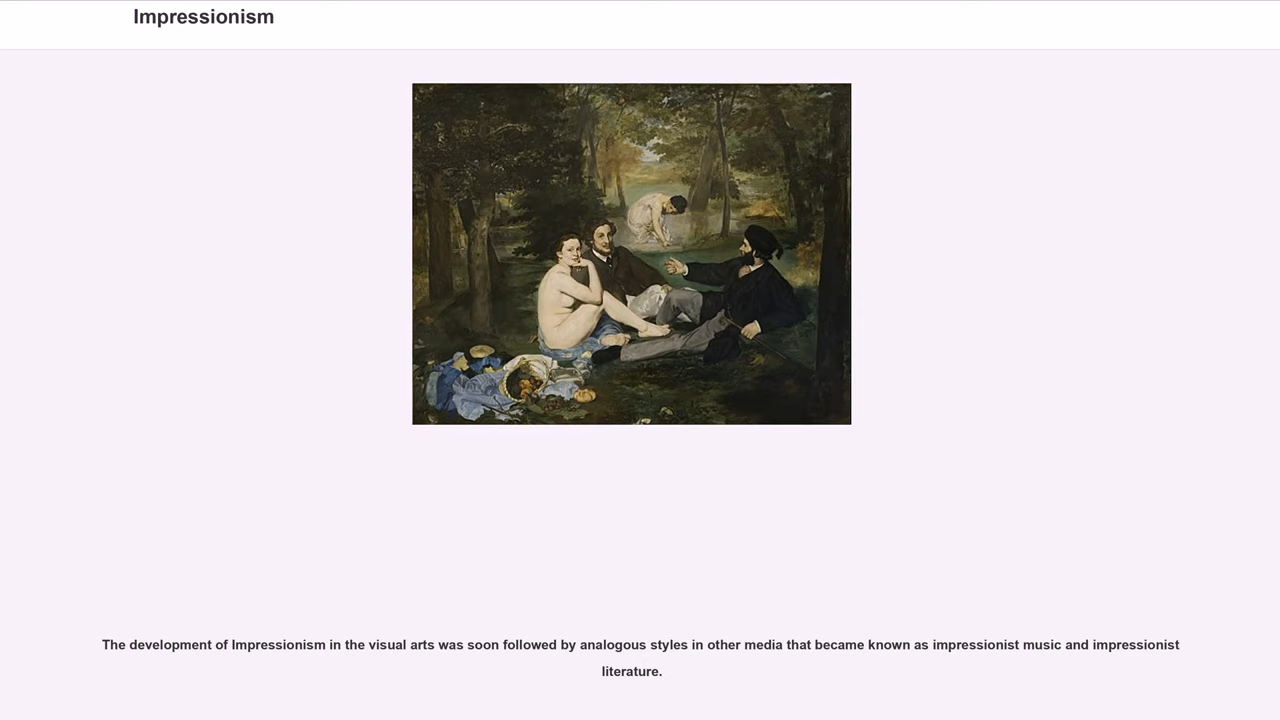 Impressionism
The development of Impressionism in the visual arts was soon followed by analogous styles in other media that became known as impressionist music and impressionist
literature.